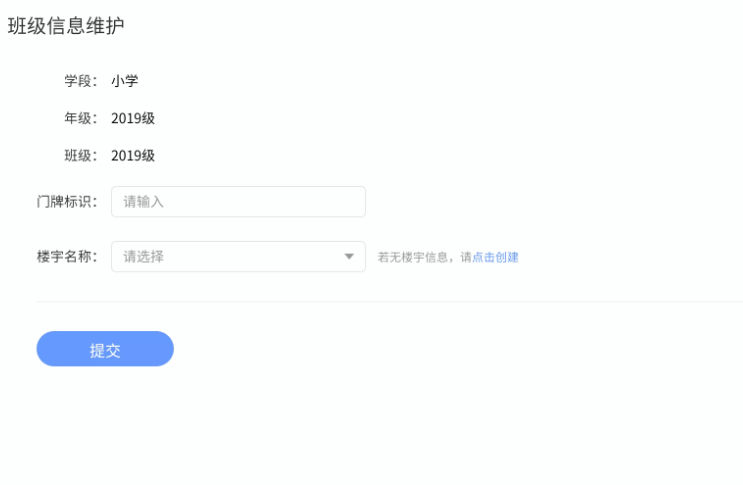 班级信息维护
学段： 小学
年级： 2019级
班级： 2019级
门牌标识： 请输入
楼宇名称： 请选择 若无楼宇信息，请点击创建
提交